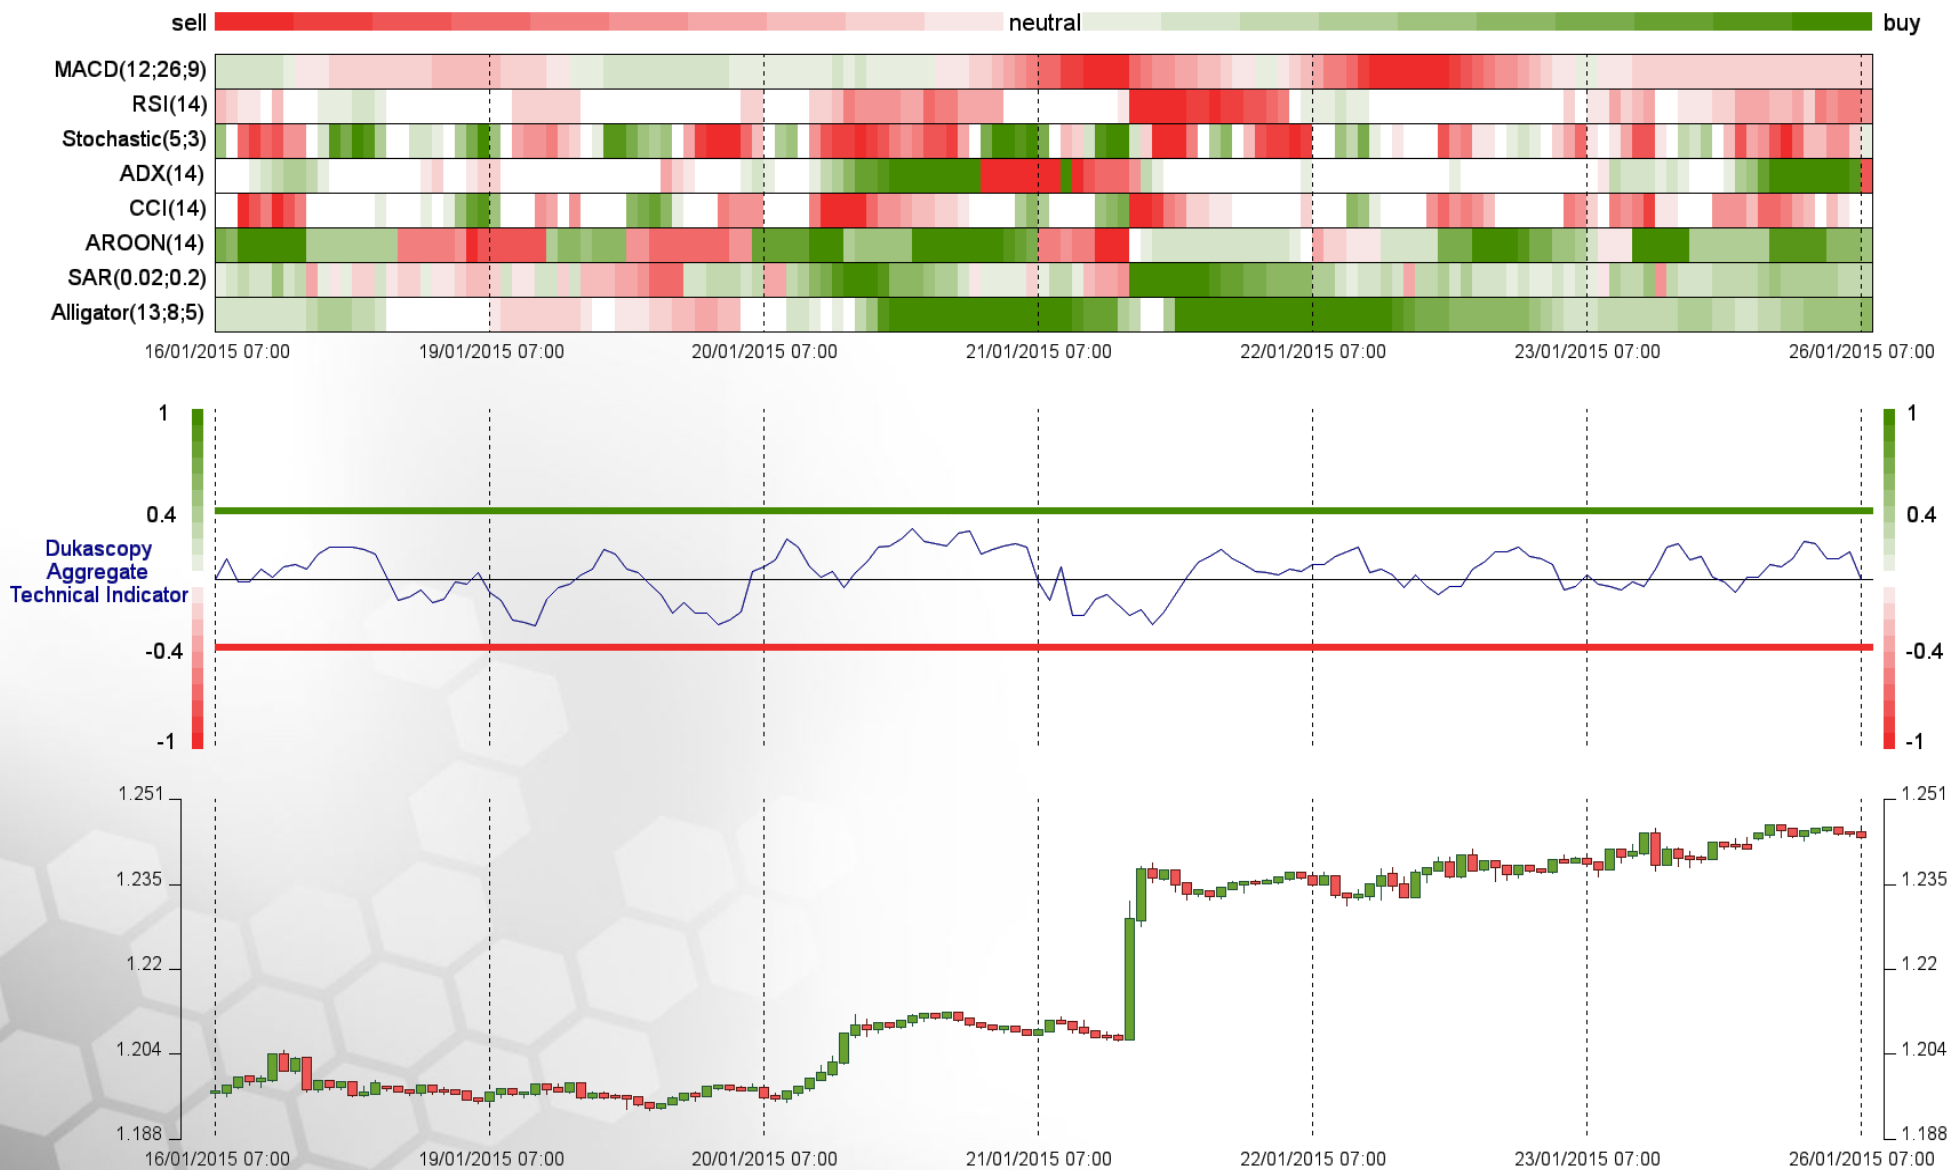 sell neutral buy
MACD(12;26;9)
RSI(14)
Stochastic(5;3)
ADX(14)
CCI(14)
AROON(14)
SAR(0.02;0.2)
Alligator(13;8;5)
16/01/2015 07:00 19/01/2015 07:00 20/01/2015 07:00 21/01/2015 07:00 22/01/2015 07:00 23/01/2015 07:00 26/01/2015 07:00
1 1
0.4 0.4
Dukascopy
Aggregate
Technical Indicator
-0.4 -0.4
-1 -1
1.251 1.251
1.235 1.235
1.22 1.22
1.204 1.204
1.188 1.188
16/01/2015 07:00 19/01/2015 07:00 20/01/2015 07:00 21/01/2015 07:00 22/01/2015 07:00 23/01/2015 07:00 26/01/2015 07:00